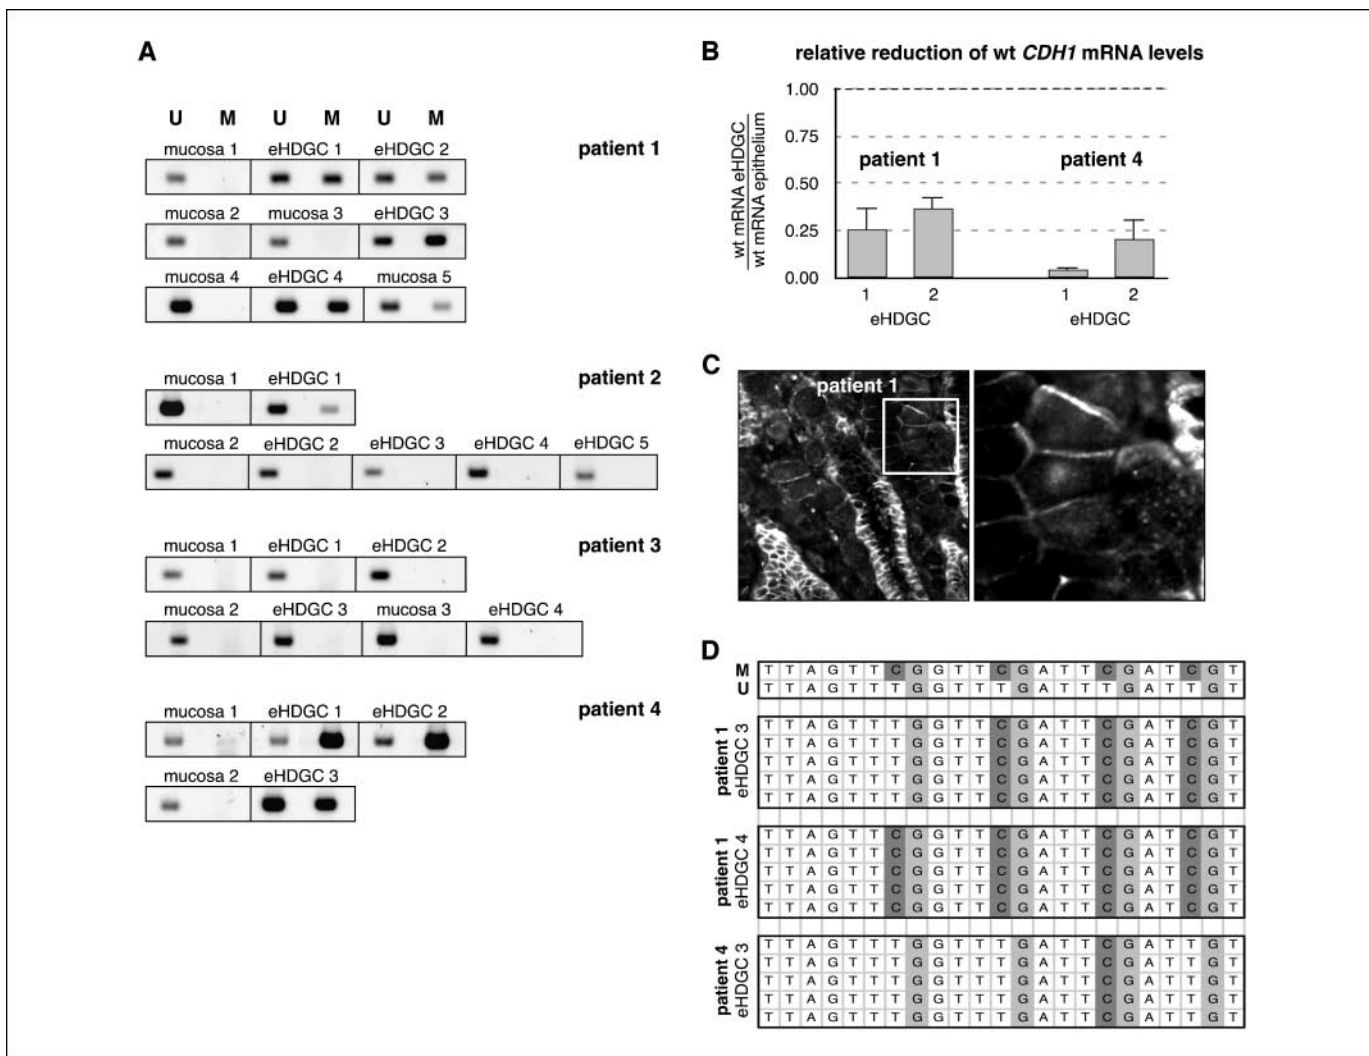 A
U M U M U M
mucosa 1 eHDGC 1 eHDGC 2 patient 1
mucosa 2 mucosa 3 eHDGC 3
mucosa 4 eHDGC 4 mucosa 5
mucosa 1 eHDGC 1 patient 2
mucosa 2 eHDGC 2 eHDGC 3 eHDGC 4 eHDGC 5
mucosa 1 eHDGC 1 eHDGC 2 patient 3
mucosa 2 eHDGC 3 mucosa 3 eHDGC 4
mucosa 1 eHDGC 1 eHDGC 2 patient 4
mucosa 2 eHDGC 3
B relative reduction of wt CDH1 mRNA levels
wt mRNA eHDGC
wt mRNA epithelium
1.00
0.75
0.50
0.25
0.00
patient 1 patient 4
1 2 1 2
eHDGC eHDGC
C
patient 1
D
M T T A G T T C G G T T C G A T T C G A T C G T
U T T A G T T T G G T T T G A T T T G A T T G T
patient 1
eHDGC 3
T T A G T T T G G T T C G A T T C G A T C G T
T T A G T T T G G T T C G A T T C G A T C G T
T T A G T T T G G T T C G A T T C G A T C G T
T T A G T T T G G T T C G A T T C G A T C G T
T T A G T T T G G T T C G A T T C G A T C G T
patient 1
eHDGC 4
T T A G T T C G G T T C G A T T C G A T C G T
T T A G T T C G G T T C G A T T C G A T C G T
T T A G T T C G G T T C G A T T C G A T C G T
T T A G T T C G G T T C G A T T C G A T C G T
T T A G T T C G G T T C G A T T C G A T C G T
patient 4
eHDGC 3
T T A G T T T G G T T T G A T T C G A T T G T
T T A G T T T G G T T T G A T T C G A T T G T
T T A G T T T G G T T T G A T T C G A T T G T
T T A G T T T G G T T T G A T T C G A T T G T
T T A G T T T G G T T T G A T T C G A T T G T